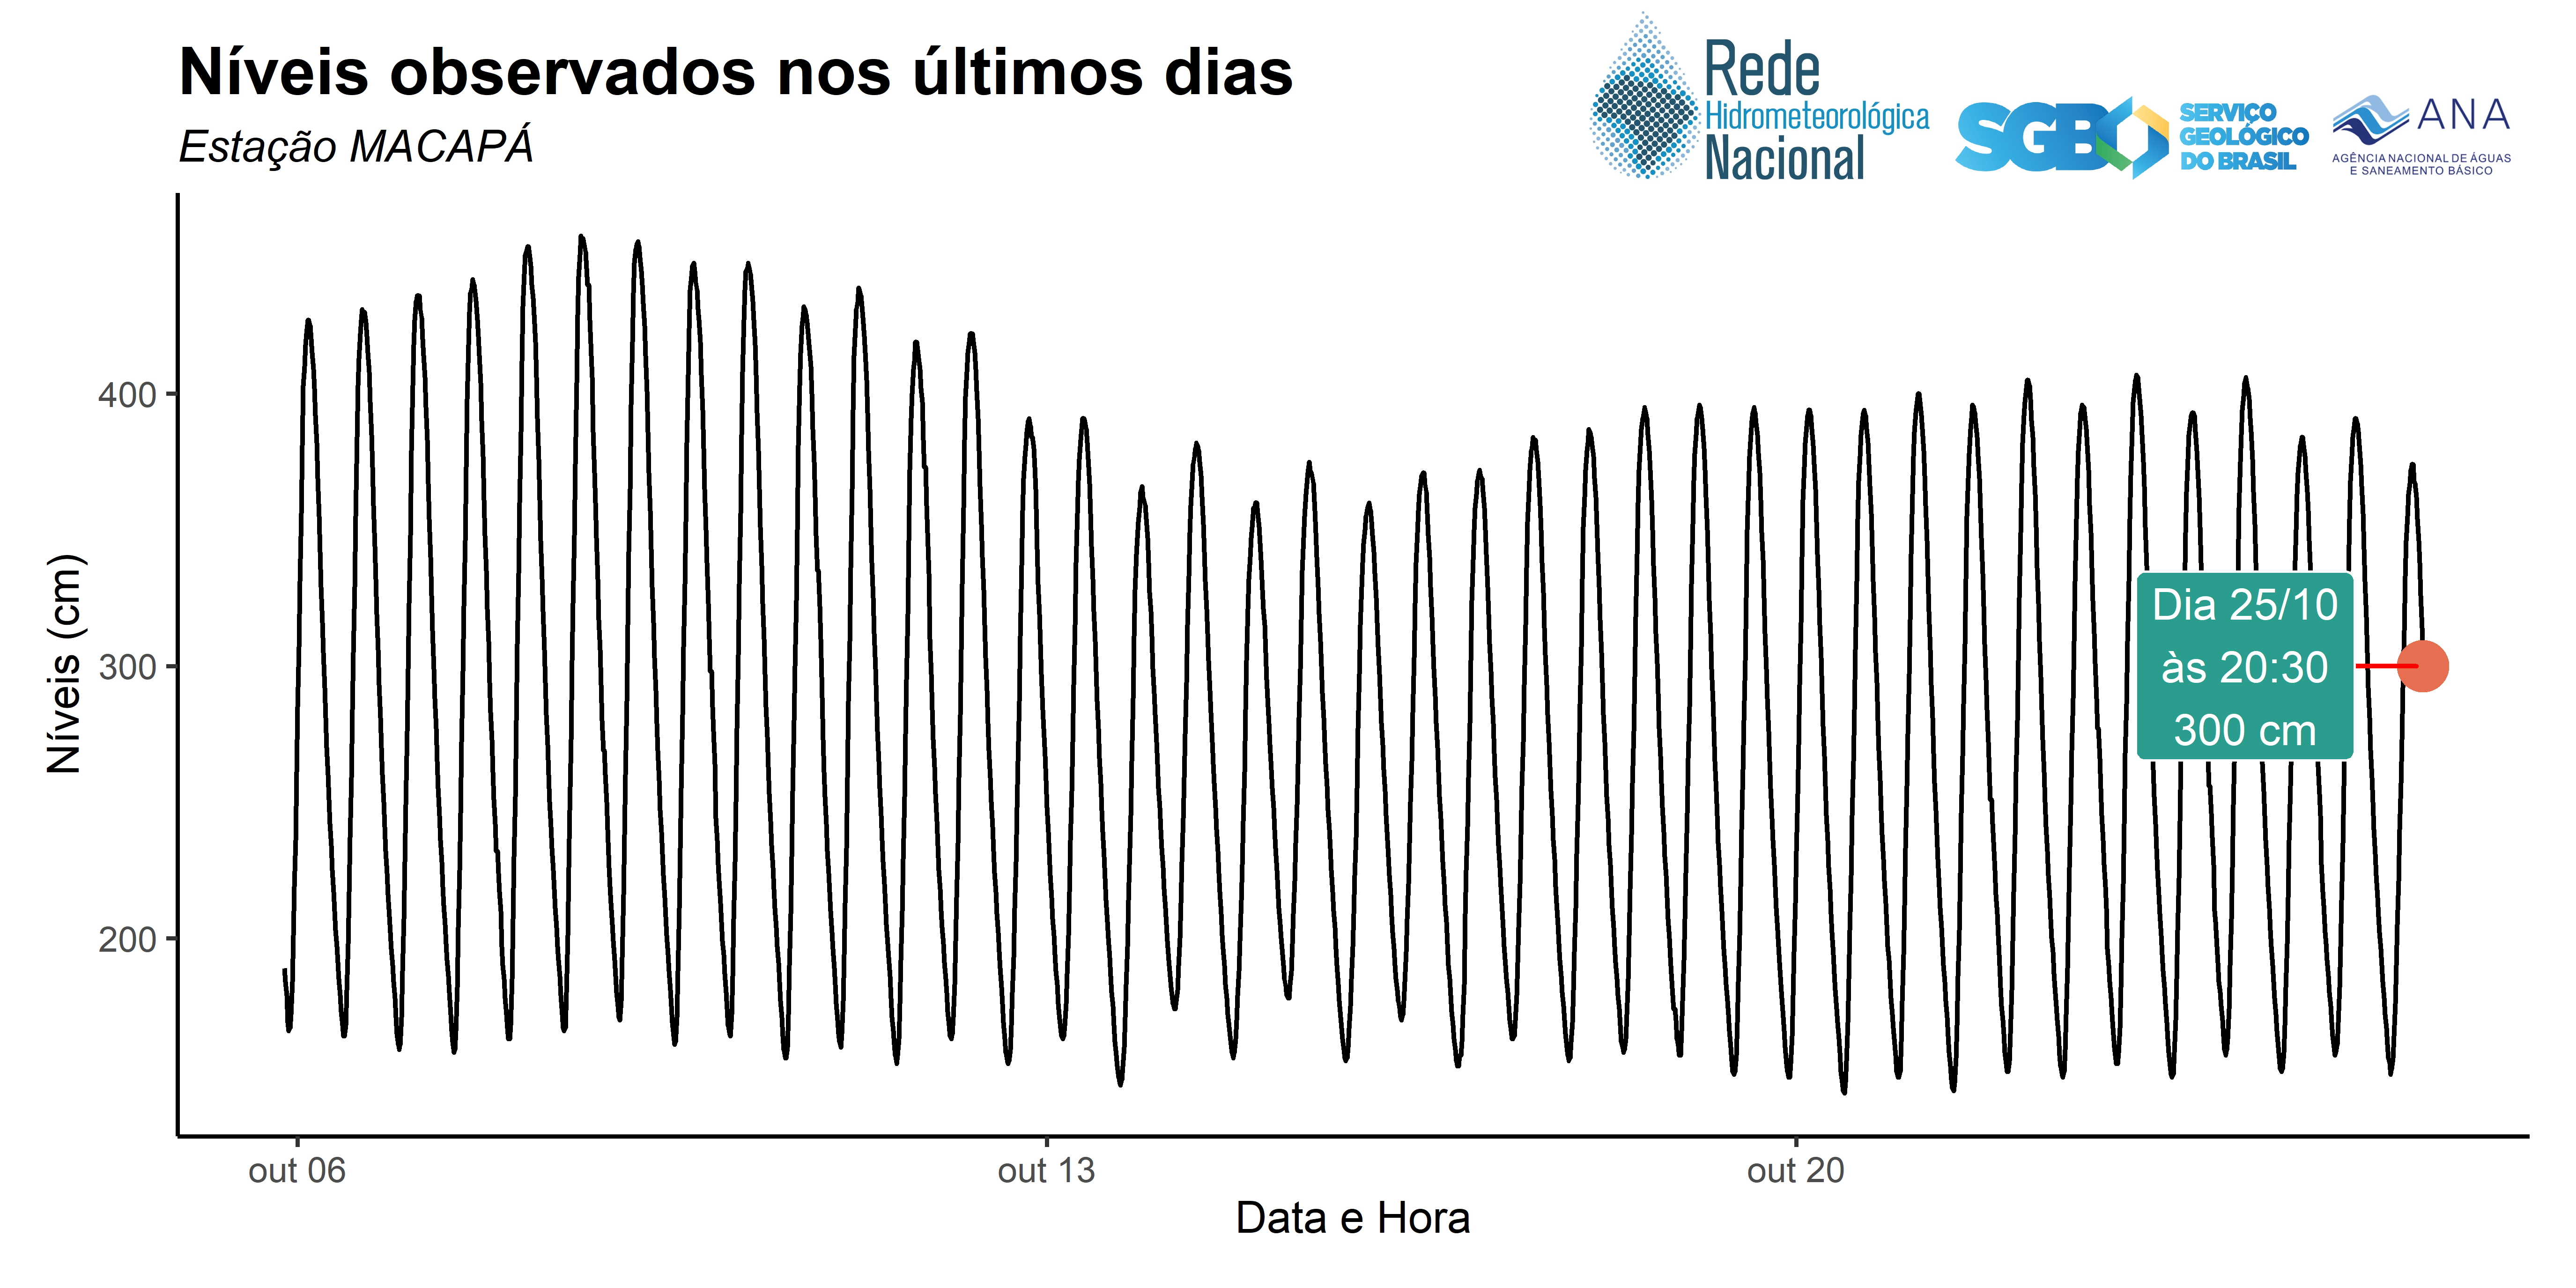 Níveis observados nos últimos dias
Estação MACAPÁ
Rede
Hidrometeorológica
Nacional
SGB
SERVIÇO
GEOLÓGICO
DO BRASIL
ANA
AGÊNCIA NACIONAL DE ÁGUAS
E SANEAMENTO BÁSICO
Níveis (cm)
400
300
200
Dia 25/10
às 20:30
300 cm
out 06
out 13
out 20
Data e Hora